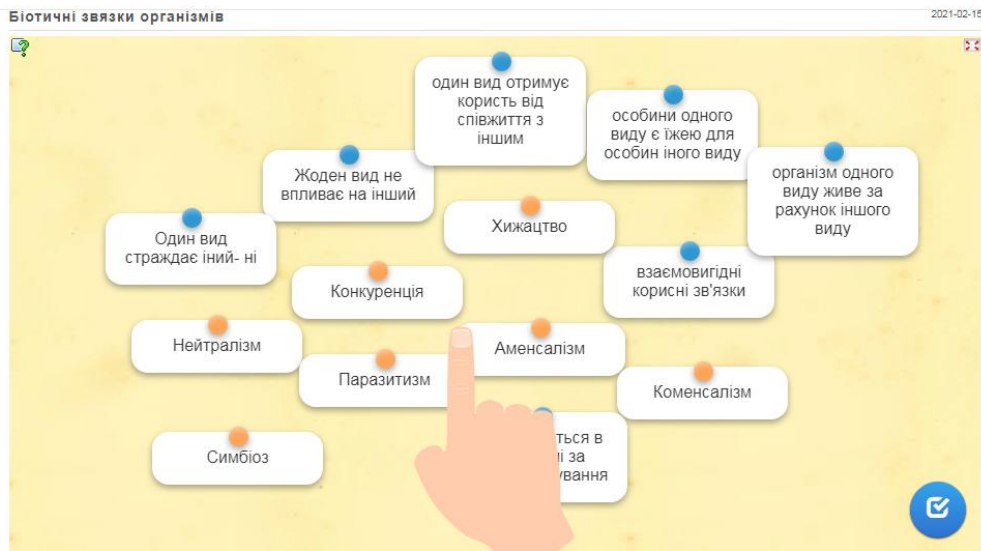 Біотичні звязки організмів
2021-02-15
один вид отримує
користь від
співжиття з
іншим
особини одного
виду є їжею для
особин іного виду
Жоден вид не
впливає на інший
організм одного
виду живе за
рахунок іншого
виду
Хижацтво
Один вид
страждає іний- ні
взаємовигідні
корисні зв'язки
Конкуренція
Нейтралізм
Аменсалізм
Паразитизм
Коменсалізм
Симбіоз
за